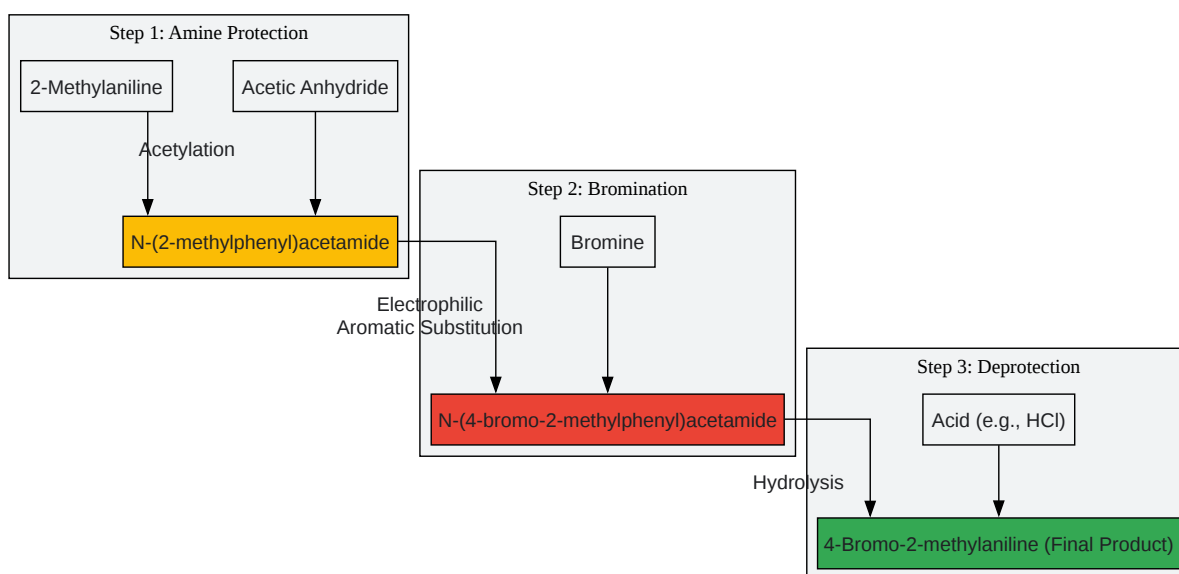 Step 1: Amine Protection
2-Methylaniline
Acetic Anhydride
Acetylation
N-(2-methylphenyl)acetamide
Step 2: Bromination
Bromine
Electrophilic
Aromatic Substitution
N-(4-bromo-2-methylphenyl)acetamide
Step 3: Deprotection
Acid (e.g., HCl)
Hydrolysis
4-Bromo-2-methylaniline (Final Product)